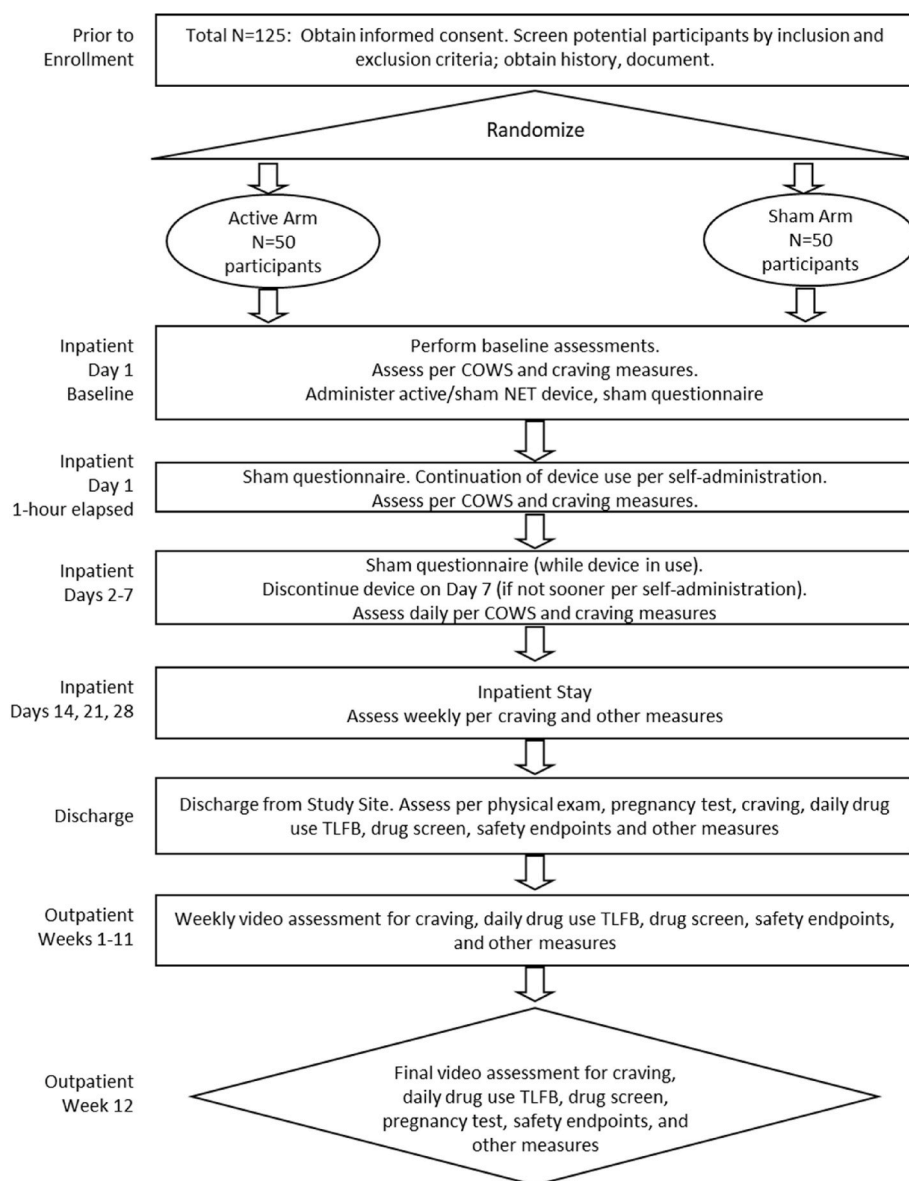 Prior to
Enrollment
Total N=125:  Obtain informed consent. Screen potential participants by inclusion and
exclusion criteria; obtain history, document.
Randomize
Active Arm
N=50
participants
Sham Arm
N=50
participants
Inpatient
Day 1
Baseline
Perform baseline assessments.
Assess per COWS and craving measures.
Administer active/sham NET device, sham questionnaire
Inpatient
Day 1
1-hour elapsed
Sham questionnaire. Continuation of device use per self-administration.
Assess per COWS and craving measures.
Inpatient
Days 2-7
Sham questionnaire (while device in use).
Discontinue device on Day 7 (if not sooner per self-administration).
Assess daily per COWS and craving measures
Inpatient
Days 14, 21, 28
Inpatient Stay
Assess weekly per craving and other measures
Discharge
Discharge from Study Site. Assess per physical exam, pregnancy test, craving, daily drug
use TLFB, drug screen, safety endpoints and other measures
Outpatient
Weeks 1-11
Weekly video assessment for craving, daily drug use TLFB, drug screen, safety endpoints,
and other measures
Outpatient
Week 12
Final video assessment for craving,
daily drug use TLFB, drug screen,
pregnancy test, safety endpoints, and
other measures